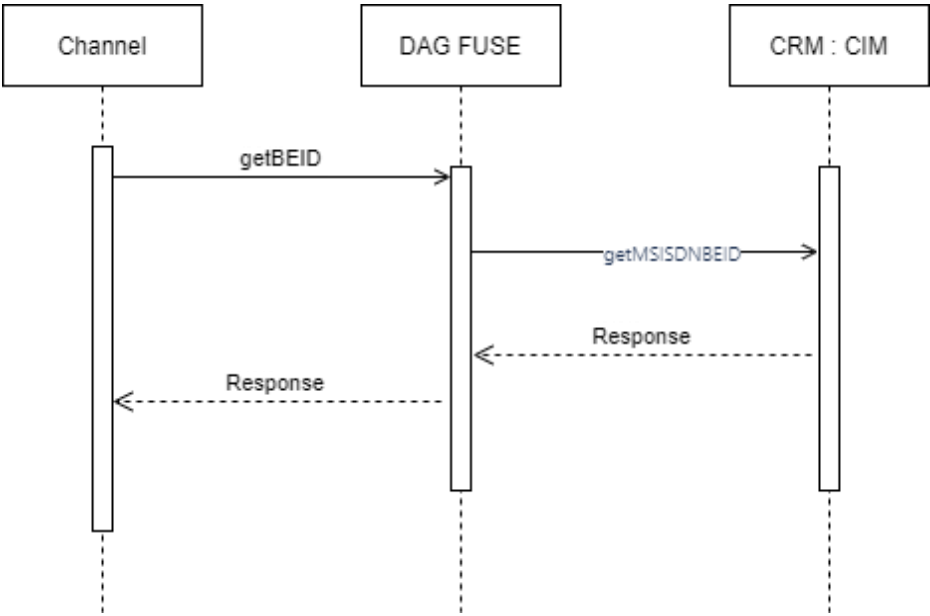 Channel
DAG FUSE
CRM : CIM
getBEID
getMSISDNBEID
Response
Response